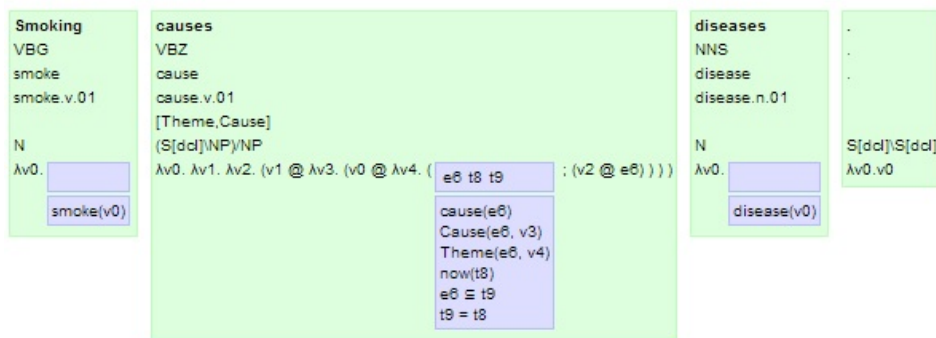 Smoking
VBG
smoke
smoke.v.01
N
λv0.
smoke(v0)
causes
VBZ
cause
cause.v.01
[Theme,Cause]
(S[dcl]\NP)/NP
λv0. λv1. λv2. (v1 @ λv3. (v0 @ λv4. ( e6 t8 t9 ; (v2 @ e6) ) ) )
cause(e6)
Cause(e6, v3)
Theme(e6, v4)
now(t8)
e6 ⊆ t9
t9 = t8
diseases
NNS
disease
disease.n.01
N
λv0.
disease(v0)
.
.
.
S[dcl]\S[dcl]
λv0.v0